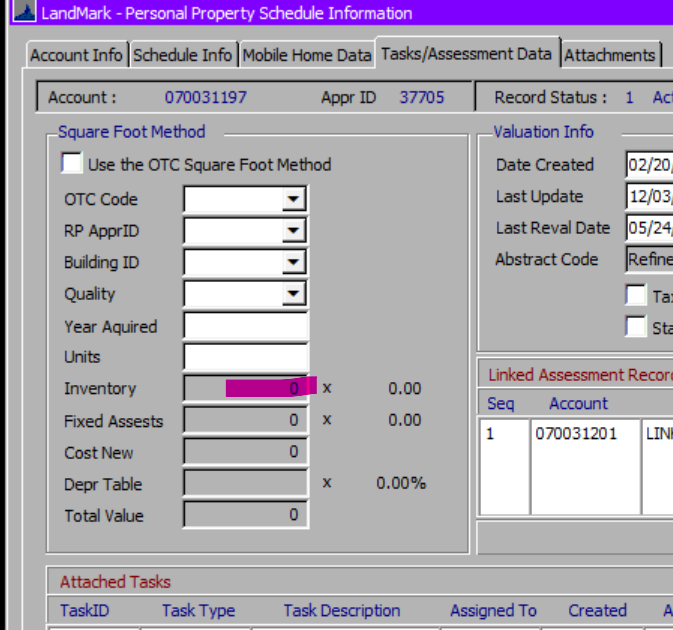 LandMark - Personal Property Schedule Information
Account Info Schedule Info Mobile Home Data Tasks/Assessment Data Attachments
Account : 070031197 Appr ID 37705 Record Status : 1 Act
Square Foot Method
Use the OTC Square Foot Method
OTC Code
RP ApprID
Building ID
Quality
Year Aquired
Units
Inventory 0 x 0.00
Fixed Assests 0 x 0.00
Cost New 0
Depr Table x 0.00%
Total Value 0
Valuation Info
Date Created 02/20/
Last Update 12/03/
Last Reval Date 05/24/
Abstract Code Refine
Tax
Sta
Linked Assessment Record
Seq Account
1 070031201 LIN
Attached Tasks
TaskID Task Type Task Description Assigned To Created A